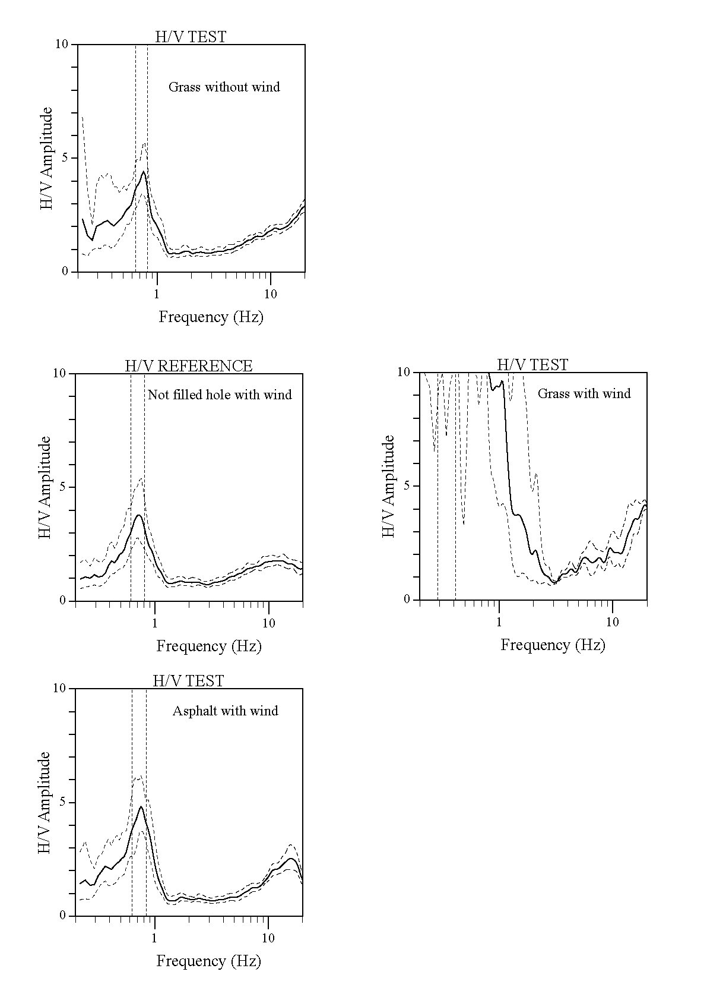 H/V TEST
10
Grass without wind
5
H/V Amplitude
0
1
10
Frequency (Hz)
H/V REFERENCE
10
Not filled hole with wind
5
H/V Amplitude
0
1
10
Frequency (Hz)
H/V TEST
10
Grass with wind
5
H/V Amplitude
0
1
10
Frequency (Hz)
H/V TEST
10
Asphalt with wind
5
H/V Amplitude
0
1
10
Frequency (Hz)